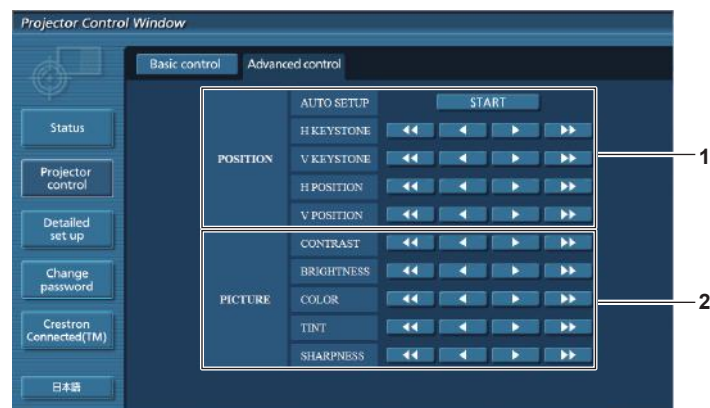 Projector Control Window
Basic control
Advanced control
Status
Projector
control
Detailed
set up
Change
password
Crestron
Connected(TM)
日本語
POSITION
AUTO SETUP
START
H KEYSTONE
V KEYSTONE
H POSITION
V POSITION
1
PICTURE
CONTRAST
BRIGHTNESS
COLOR
TINT
SHARPNESS
2